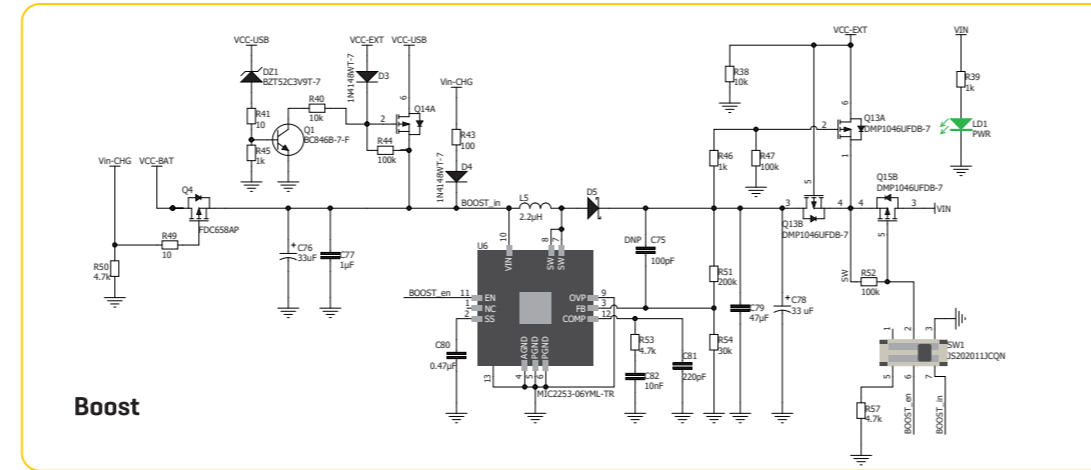 VCC-USB
VCC-EXT
VCC-USB
VCC-EXT
VIN
DZ1
BZT52C3V9T-7
1N4148WT-7
D3
Vin-CHG
R38
10k
R39
1k
R41
10
R40
10k
6
Q14A
2
Q1
BC846B-7-F
R45
1k
R44
100k
R43
100
1N4148WT-7
D4
6
Q13A
2
DMP1046UFDB-7
1
LD1
PWR
Vin-CHG
VCC-BAT
R46
1k
R47
100k
5
Q15B
DMP1046UFDB-7
Q4
FDC658AP
BOOST_in
L5
2.2µH
D5
3
4
4
3
VIN
Q13B
DMP1046UFDB-7
5
R49
10
R50
4.7k
C76
33uF
C77
1µF
U6
10
8
7
VIN
SW
SW
DNP
C75
100pF
R51
200k
SW
R52
100k
BOOST_en
11
EN
1
NC
2
SS
OVP
9
FB
3
COMP
12
AGND
PGND
PGND
13
4
5
6
MIC2253-06YML-TR
C80
0.47µF
R53
4.7k
C82
10nF
C81
220pF
R54
30k
C79
47µF
C78
33 uF
1
2
3
SW1
JS202011JCQN
5
6
7
R57
4.7k
BOOST_en
BOOST_in
Boost